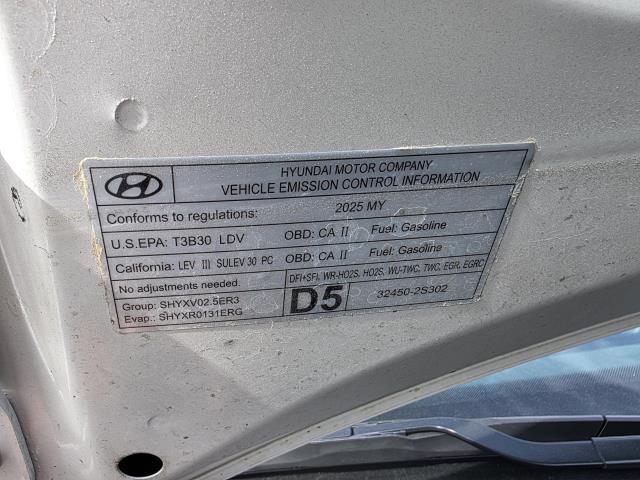 HYUNDAI MOTOR COMPANY
VEHICLE EMISSION CONTROL INFORMATION
Conforms to regulations: 2025 MY
U.S.EPA: T3B30 LDV OBD: CA II Fuel: Gasoline
California: LEV III SULEV30 PC OBD: CA II Fuel: Gasoline
No adjustments needed. DFI+SFI, WR-HO2S, HO2S, WU-TWC, TWC, EGR, EGRC
Group: SHYXV02.5ER3 D5 32450-2S302
Evap.: SHYXR0131ERG